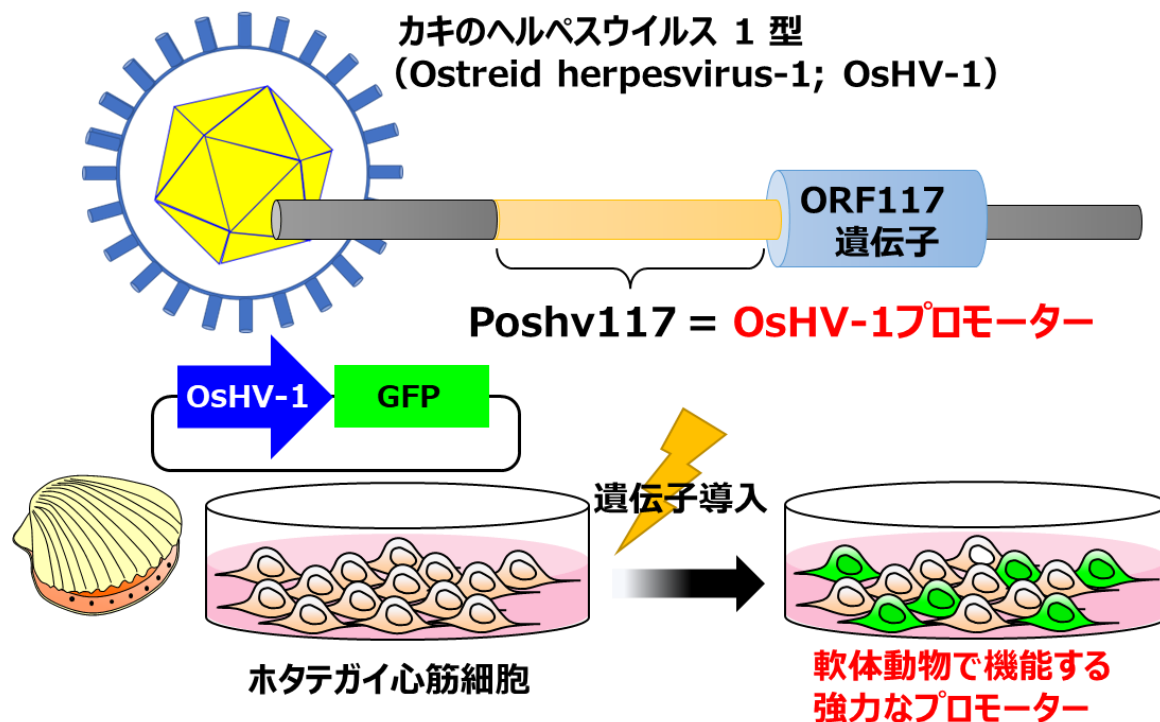 カキのヘルペスウイルス 1 型
（Ostreid herpesvirus-1; OsHV-1）
ORF117
遺伝子
Poshv117 = OsHV-1プロモーター
OsHV-1
GFP
遺伝子導入
ホタテガイ心筋細胞
軟体動物で機能する
強力なプロモーター